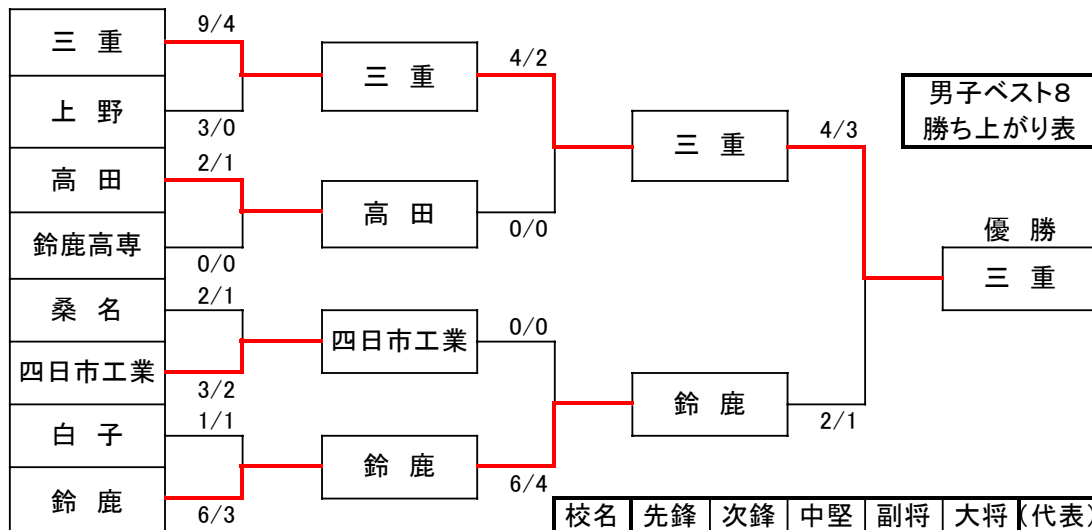 三 重
上 野
高 田
鈴鹿高専
桑 名
四日市工業
白 子
鈴 鹿
9/4
3/0
2/1
0/0
2/1
3/2
1/1
6/3
三 重
高 田
四日市工業
鈴 鹿
4/2
0/0
0/0
6/4
三 重
鈴 鹿
4/3
2/1
男子ベスト8
勝ち上がり表
優 勝
三 重
校名 先鋒 次鋒 中堅 副将 大将 (代表)